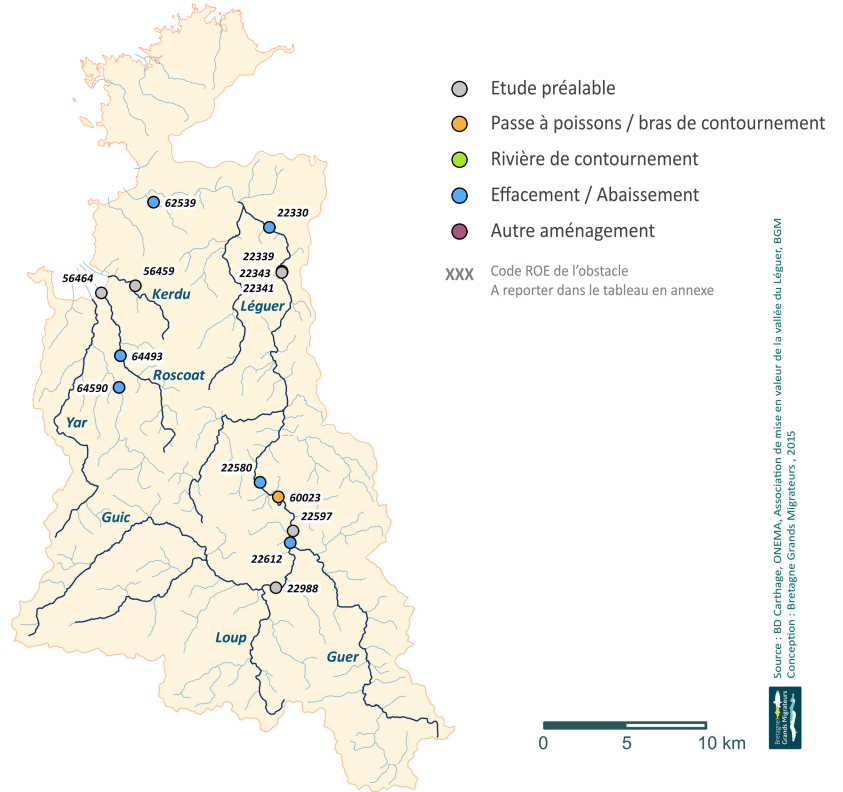 Etude préalable
Passe à poissons / bras de contournement
Rivière de contournement
Effacement / Abaissement
Autre aménagement
XXX Code ROE de l'obstacle
A reporter dans le tableau en annexe
62539
22330
22339
22343
22341
56464
56459
Kerdu
Léguer
64493
Roscoat
64590
Yar
22580
60023
Guic
22597
22612
22988
Loup
Guer
0 5 10 km
Source : BD Carthage, ONEMA, Association de mise en valeur de la vallée du Léguer, BGM
Conception : Bretagne Grands Migrateurs , 2015
Bretagne
Grands Migrateurs